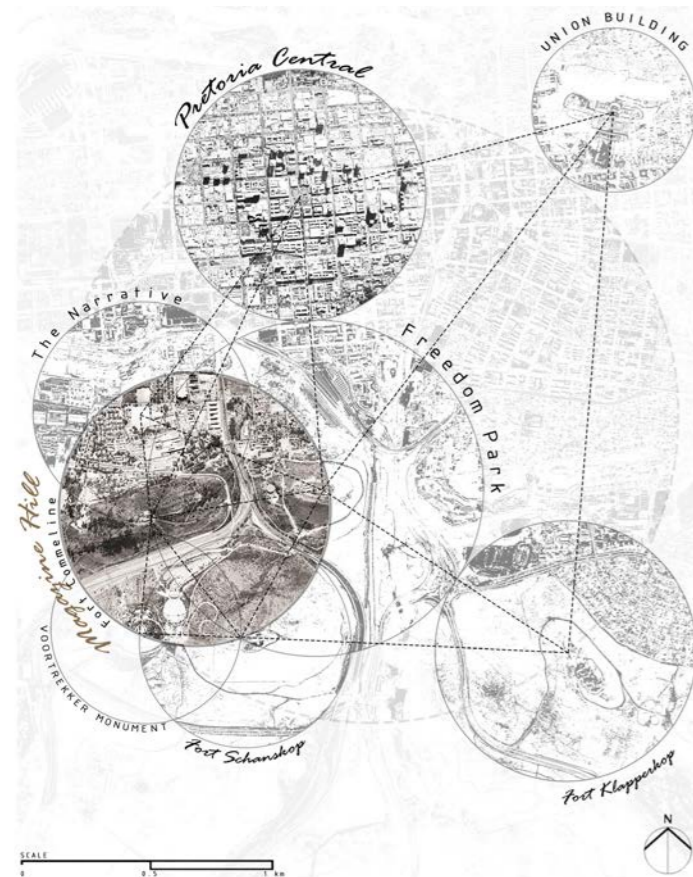 UNION BUILDING
Pretoria Central
The Narrative
Freedom Park
Magazine Hill
Fort Commeline
VOORTREKKER MONUMENT
Fort Schanskop
Fort Klapperkop
N
SCALE
0 0.5 1 km